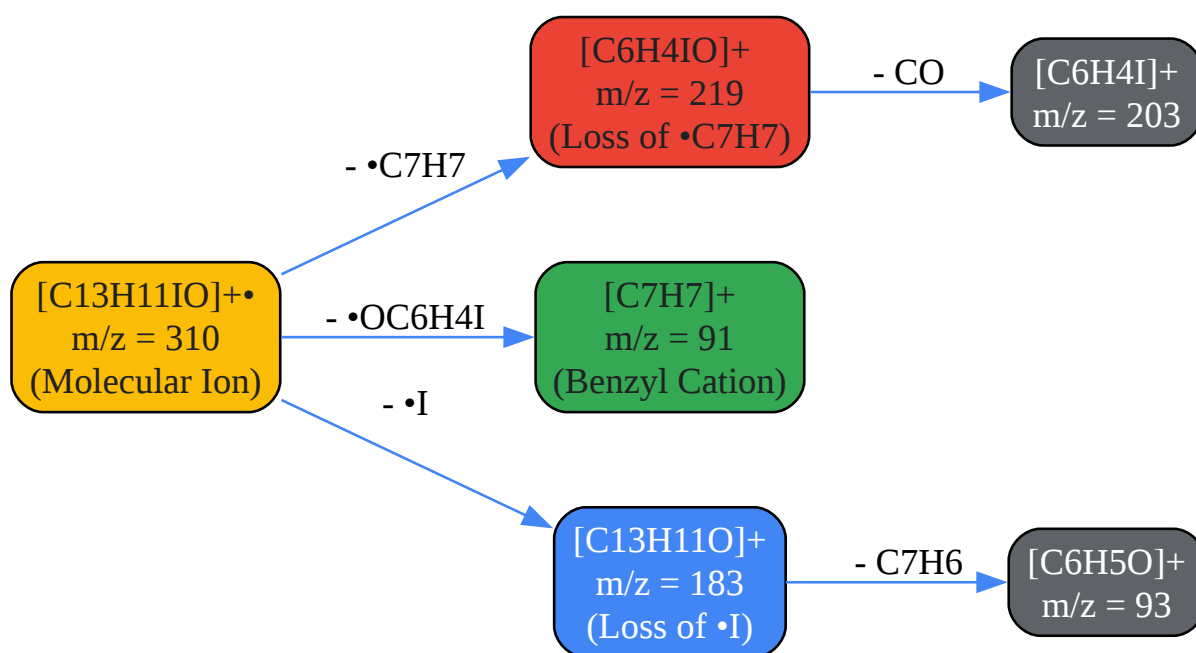 [C6H4IO]+
m/z = 219
(Loss of •C7H7)
- CO
[C6H4I]+
m/z = 203
- •C7H7
[C13H11IO]+•
m/z = 310
(Molecular Ion)
- •OC6H4I
[C7H7]+
m/z = 91
(Benzyl Cation)
- •I
[C13H11O]+
m/z = 183
(Loss of •I)
- C7H6
[C6H5O]+
m/z = 93